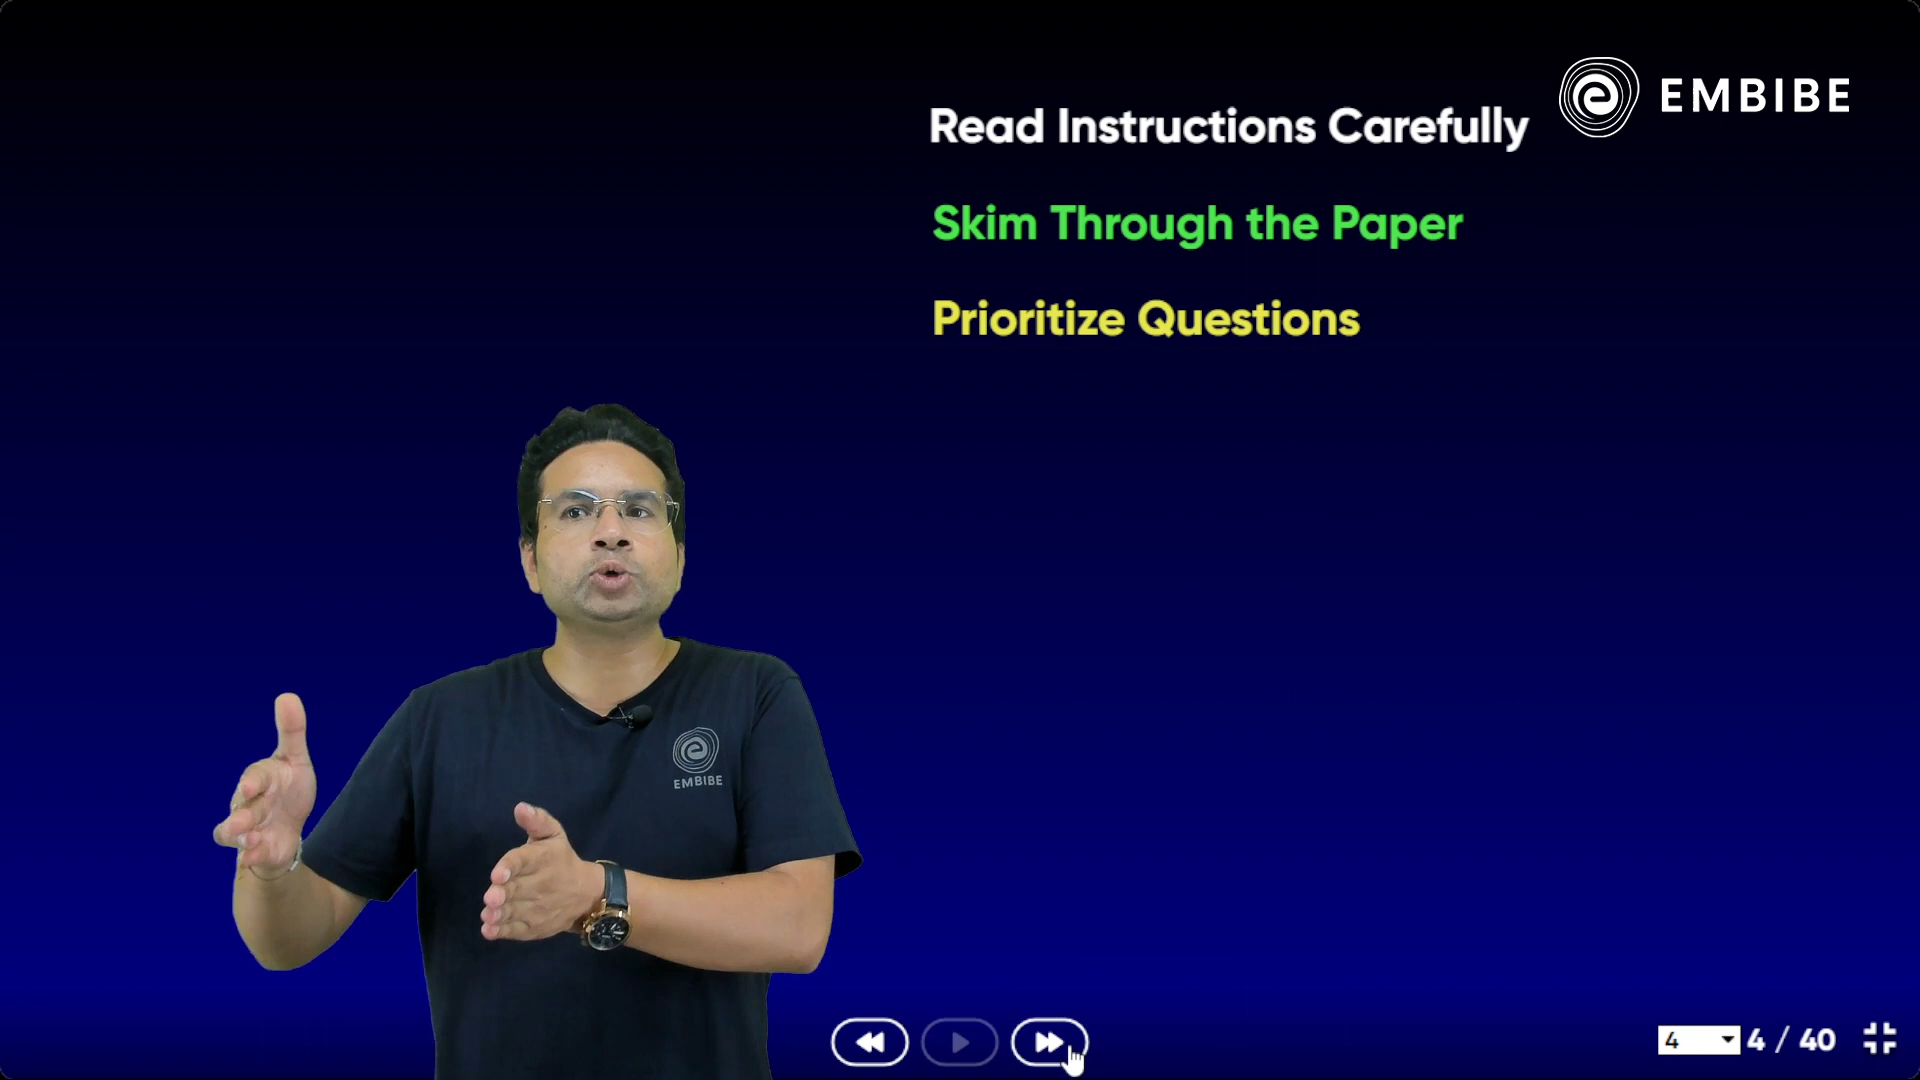 EMBIBE
Read Instructions Carefully
Skim Through the Paper
Prioritize Questions
EMBIBE
4 4 / 40